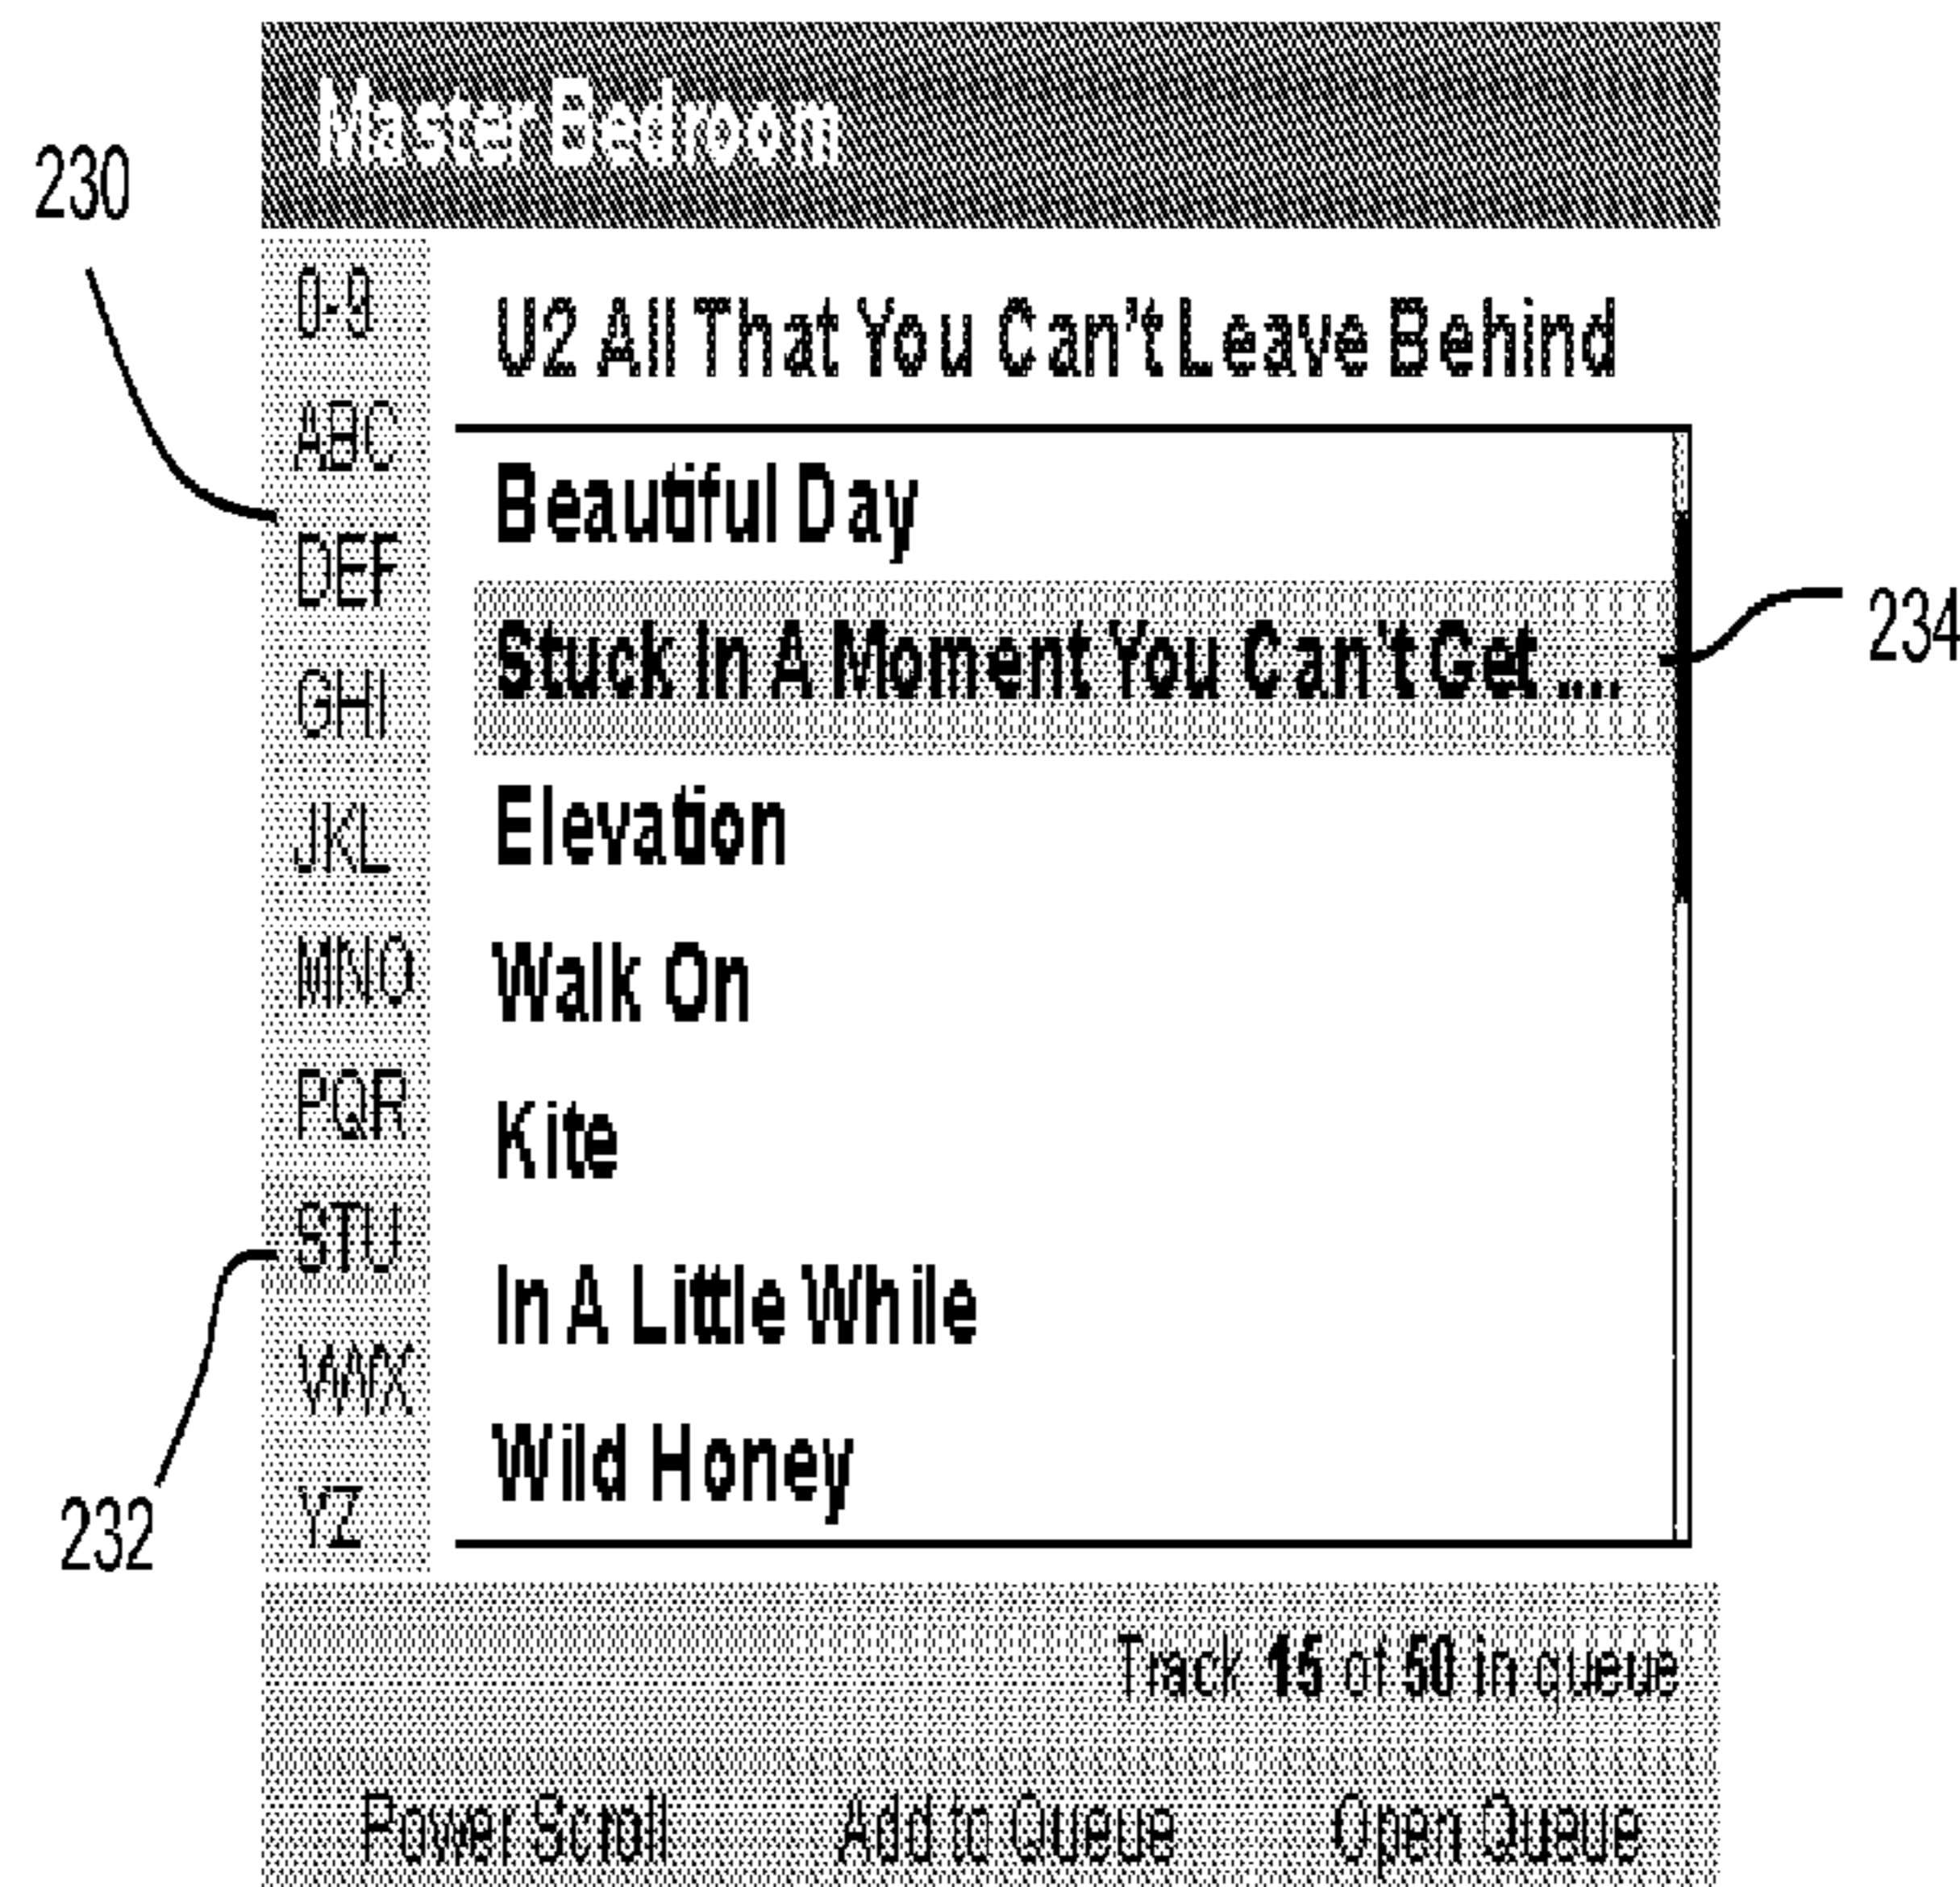 Master Bedroom
230
0-9
ABC
DEF
GHI
JKL
MNO
PQR
STU
VWX
YZ
232
U2 All That You Can't Leave Behind
Beautiful Day
Stuck In A Moment You Can't Get ....
234
Elevation
Walk On
Kite
In A Little While
Wild Honey
Track 15 of 50 in queue
Power Scroll
Add to Queue
Open Queue